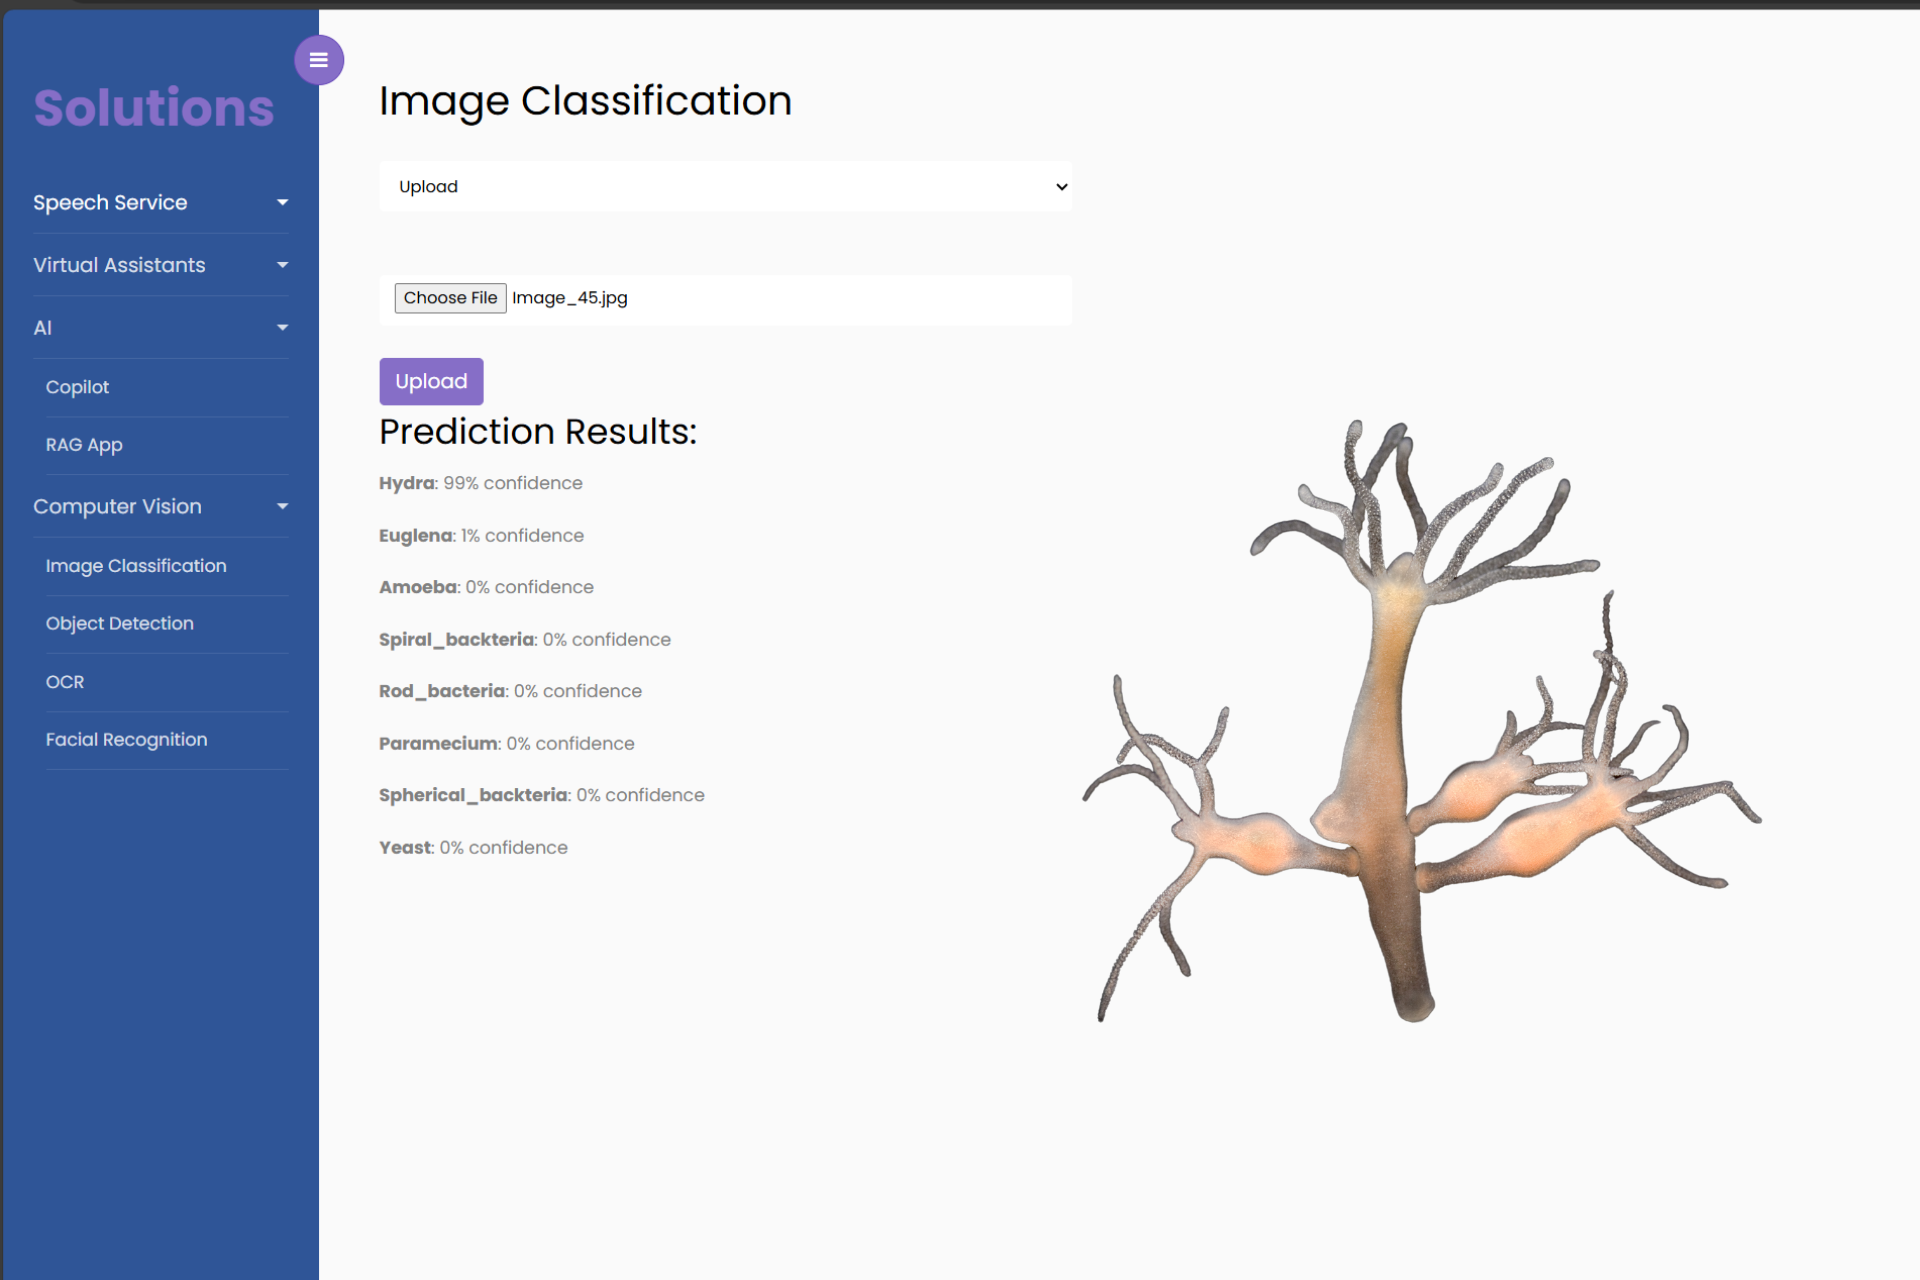 Solutions
Speech Service
Virtual Assistants
AI
Copilot
RAG App
Computer Vision
Image Classification
Object Detection
OCR
Facial Recognition
Image Classification
Upload
Choose File Image_45.jpg
Upload
Prediction Results:
Hydra: 99% confidence
Euglena: 1% confidence
Amoeba: 0% confidence
Spiral_backteria: 0% confidence
Rod_bacteria: 0% confidence
Paramecium: 0% confidence
Spherical_backteria: 0% confidence
Yeast: 0% confidence